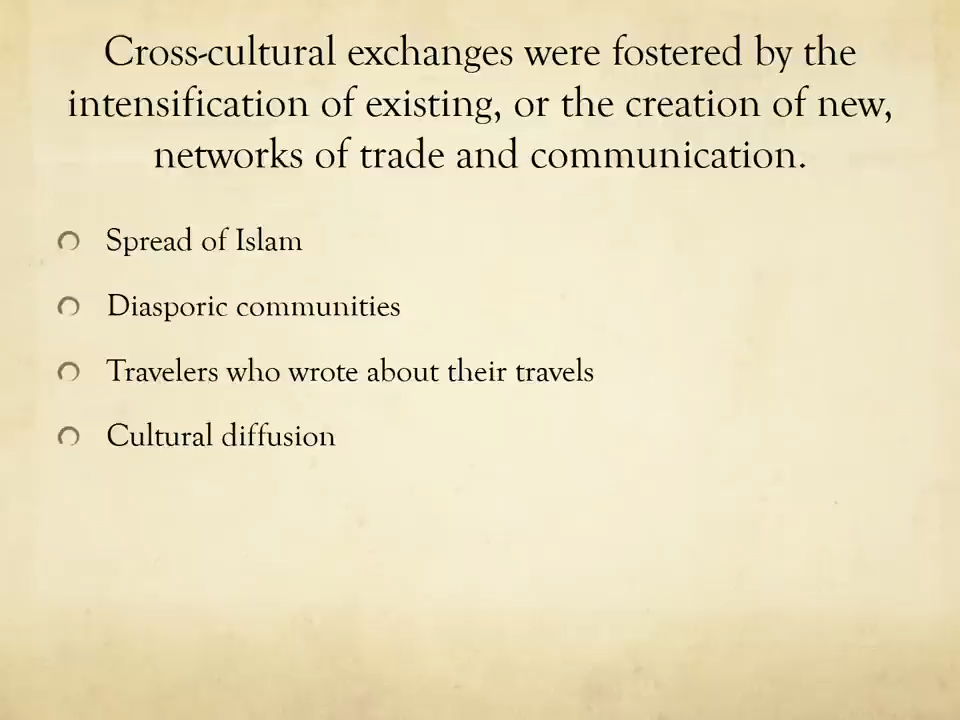 Cross-cultural exchanges were fostered by the
intensification of existing, or the creation of new,
networks of trade and communication.
Spread of Islam
Diasporic communities
Travelers who wrote about their travels
Cultural diffusion